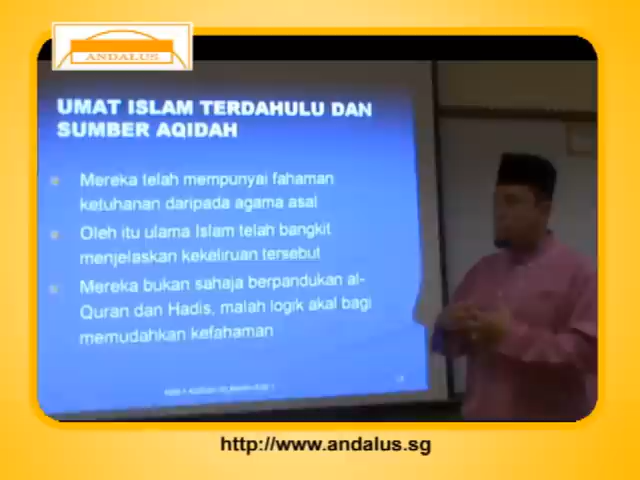 ANDALUS
UMAT ISLAM TERDAHULU DAN
SUMBER AQIDAH
Mereka telah mempunyai fahaman
ketuhanan daripada agama asal
Oleh itu ulama Islam telah bangkit
menjelaskan kekeliruan tersebut
Mereka bukan sahaja berpandukan al-
Quran dan Hadis, malah logik akal bagi
memudahkan kefahaman
http://www.andalus.sg